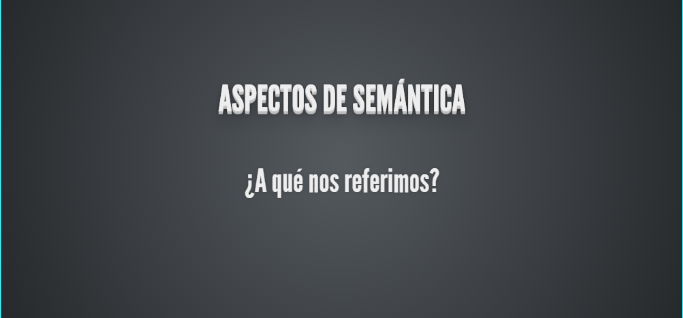 ASPECTOS DE SEMÁNTICA
¿A qué nos referimos?